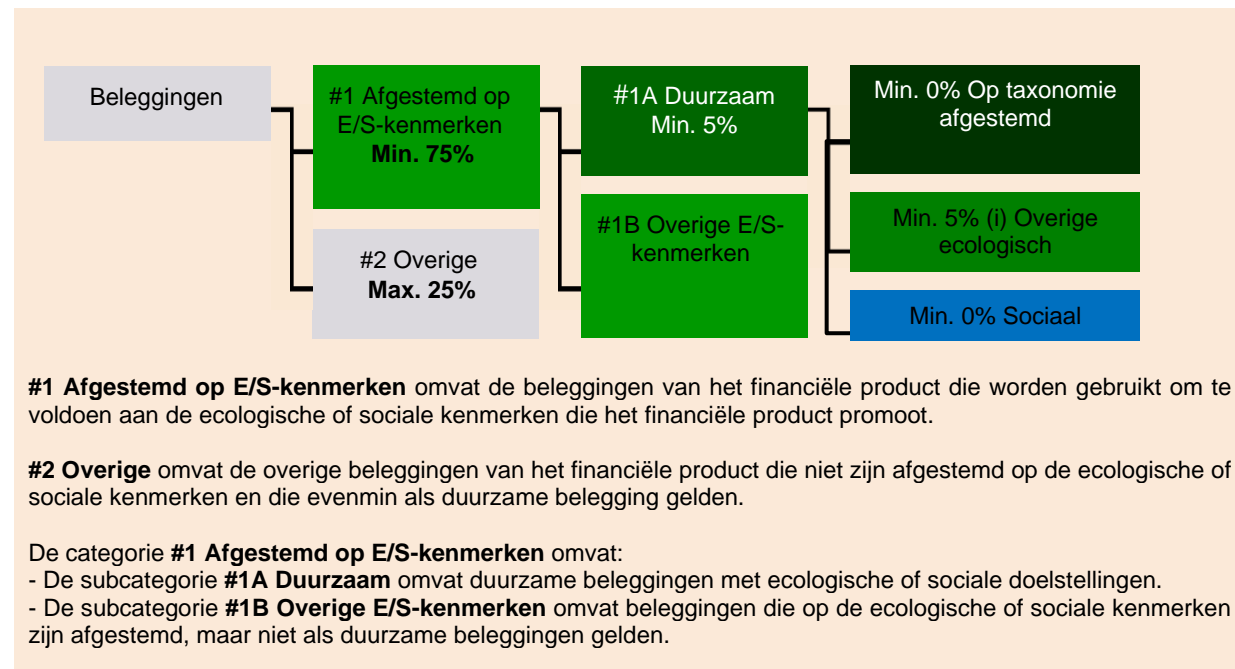 Beleggingen
#1 Afgestemd op
E/S-kenmerken
Min. 75%
#2 Overige
Max. 25%
#1A Duurzaam
Min. 5%
#1B Overige E/S-
kenmerken
Min. 0% Op taxonomie
afgestemd
Min. 5% (i) Overige
ecologisch
Min. 0% Sociaal
#1 Afgestemd op E/S-kenmerken omvat de beleggingen van het financiële product die worden gebruikt om te
voldoen aan de ecologische of sociale kenmerken die het financiële product promoot.
#2 Overige omvat de overige beleggingen van het financiële product die niet zijn afgestemd op de ecologische of
sociale kenmerken en die evenmin als duurzame belegging gelden.
De categorie #1 Afgestemd op E/S-kenmerken omvat:
- De subcategorie #1A Duurzaam omvat duurzame beleggingen met ecologische of sociale doelstellingen.
- De subcategorie #1B Overige E/S-kenmerken omvat beleggingen die op de ecologische of sociale kenmerken
zijn afgestemd, maar niet als duurzame beleggingen gelden.